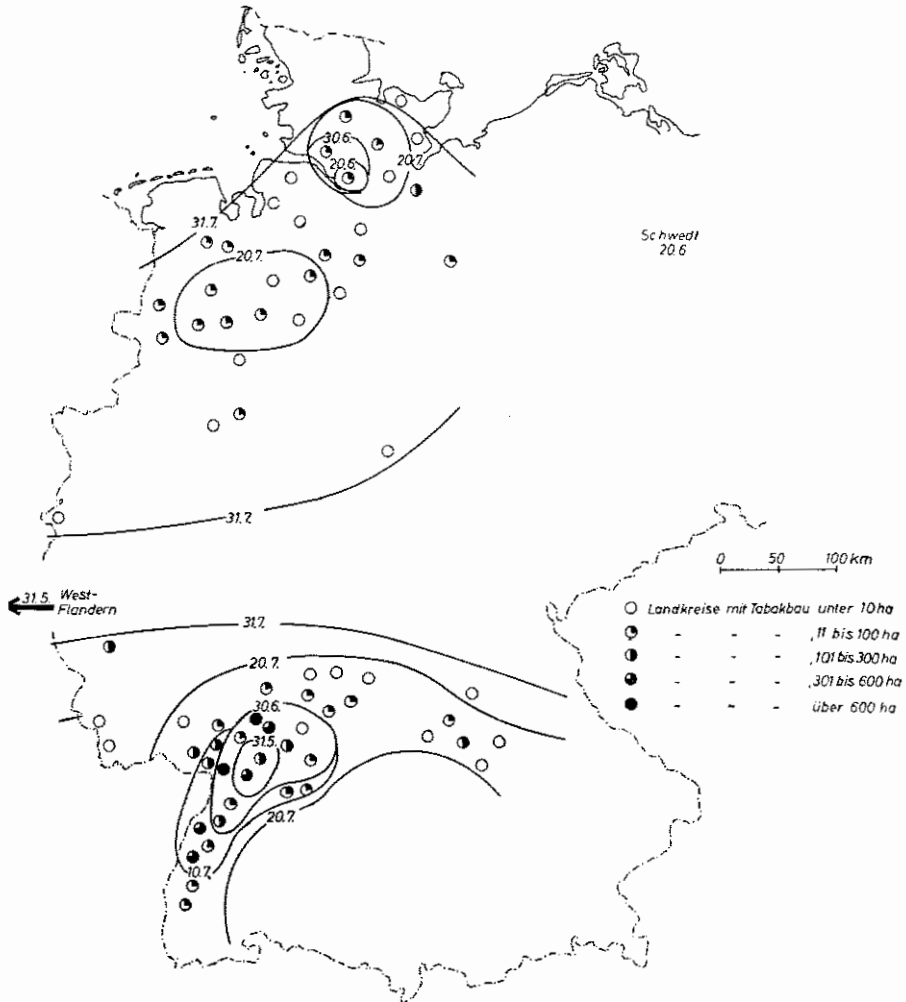 30.6.
20.6.
20.7.
31.7.
20.7.
Schwedt
20.6
31.7.
0 50 100 km
31.5. West-
Flandern
Landkreise mit Tabakbau unter 10 ha
- - - , 11 bis 100 ha
- - - , 101 bis 300 ha
- - - , 301 bis 600 ha
- - - über 600 ha
31.7.
20.7.
30.6.
31.5.
20.7.
10.7.